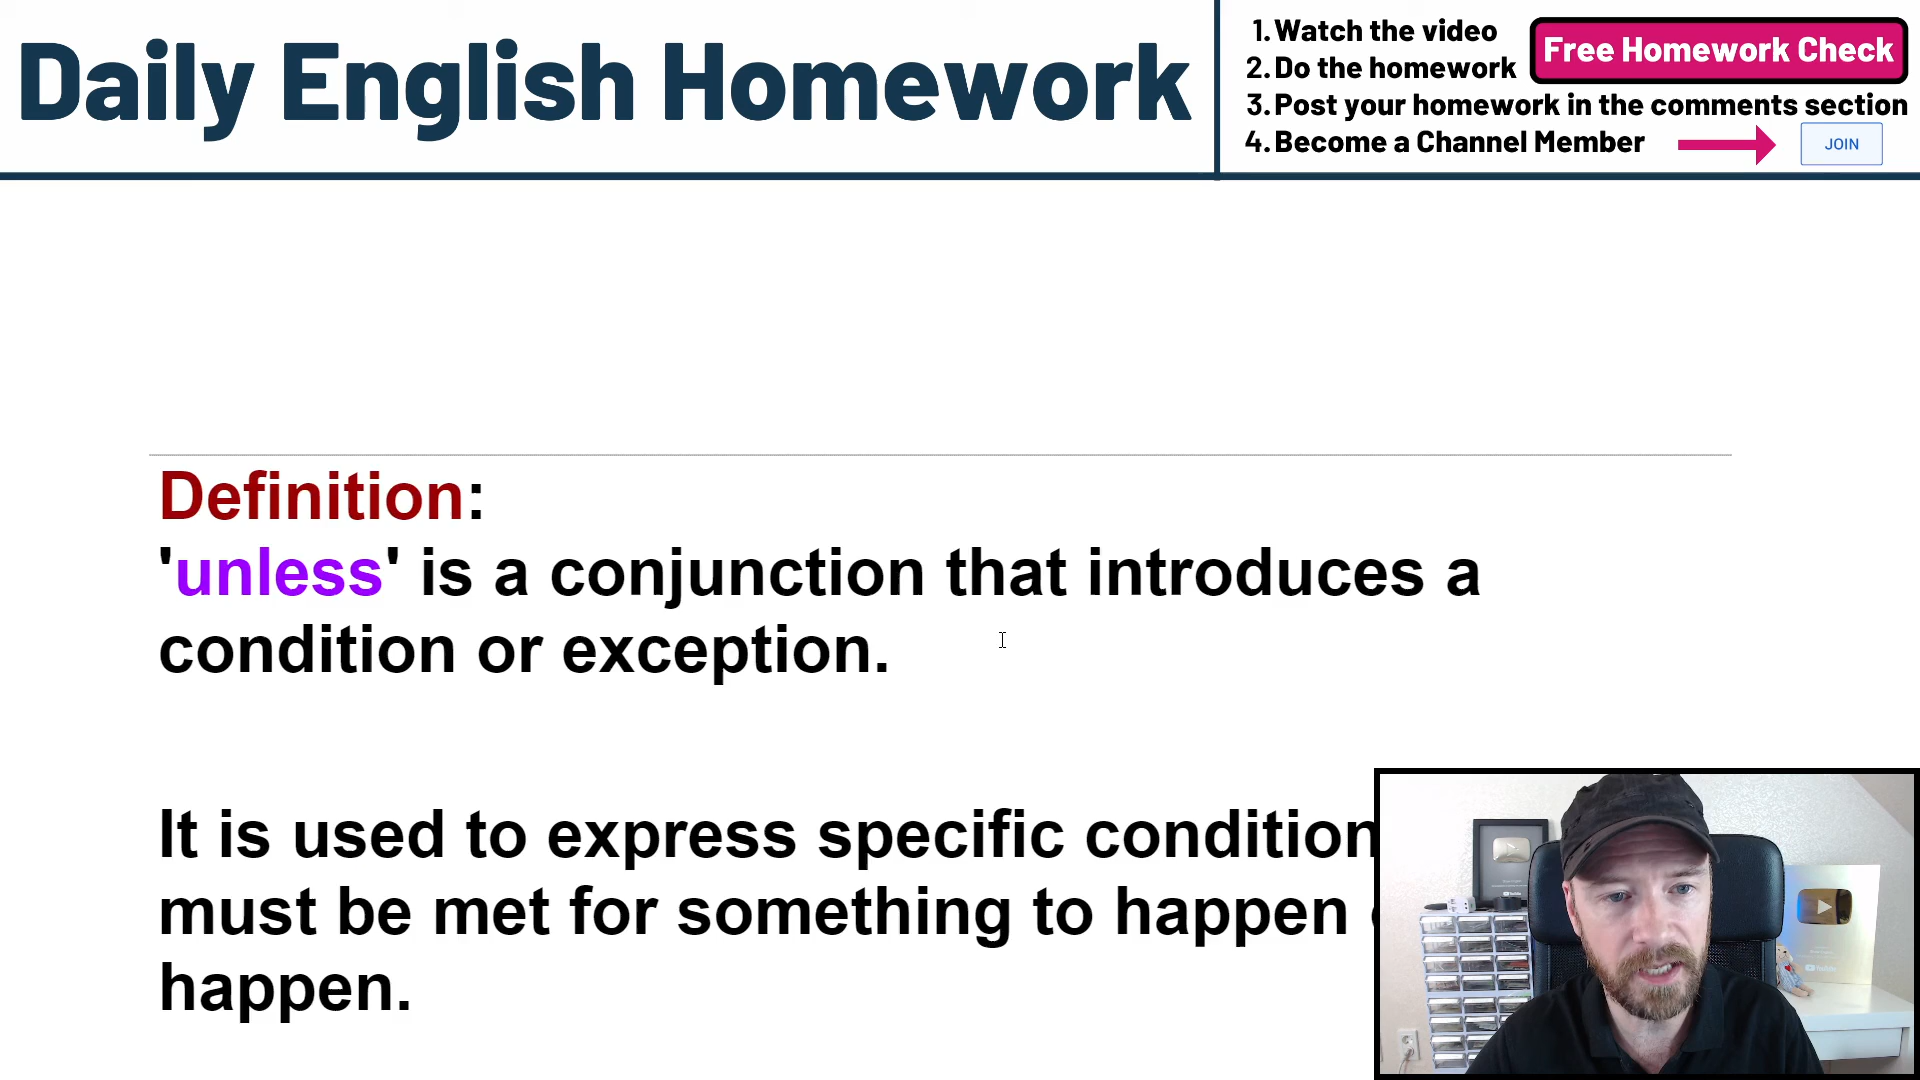 Daily English Homework
1. Watch the video
2. Do the homework
Free Homework Check
3. Post your homework in the comments section
4. Become a Channel Member
JOIN
Definition:
'unless' is a conjunction that introduces a
condition or exception.
It is used to express specific condition
must be met for something to happen
happen.